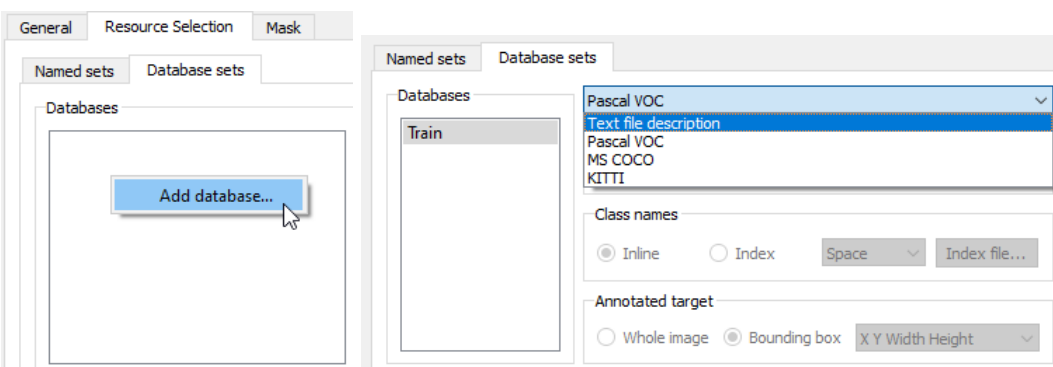 General Resource Selection Mask
Named sets Database sets
Databases
Add database...
Named sets Database sets
Databases
Train
Pascal VOC
Text file description
Pascal VOC
MS COCO
KITTI
Class names
Inline Index Space Index file...
Annotated target
Whole image Bounding box X Y Width Height